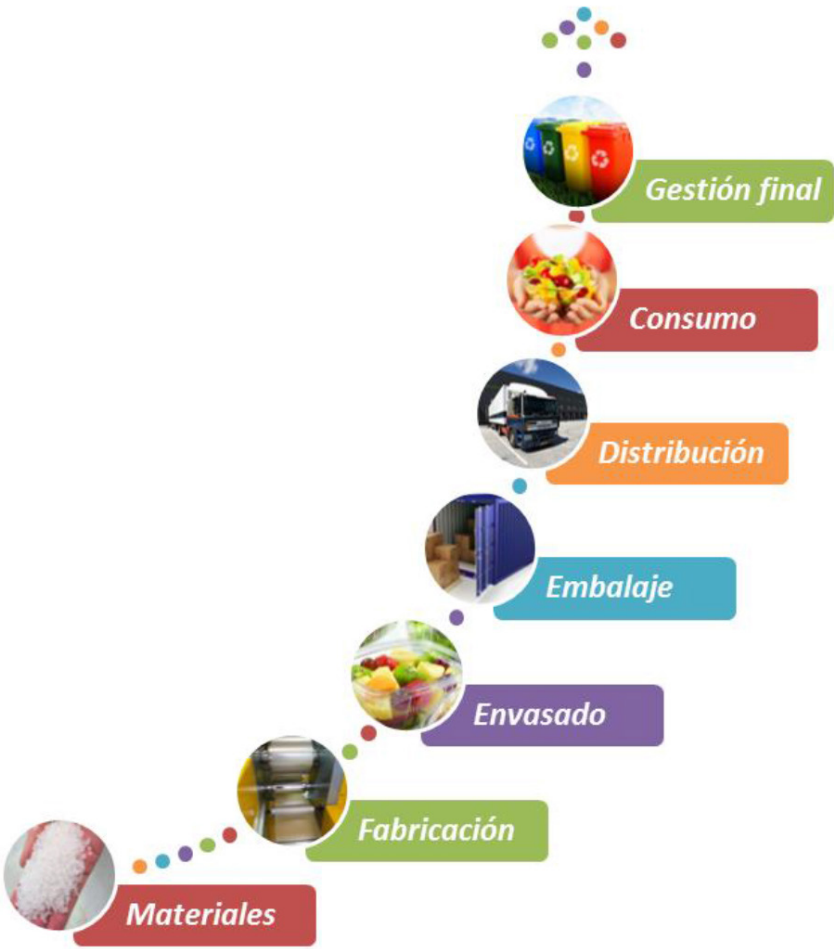 Gestión final
Consumo
Distribución
Embalaje
Envasado
Fabricación
Materiales